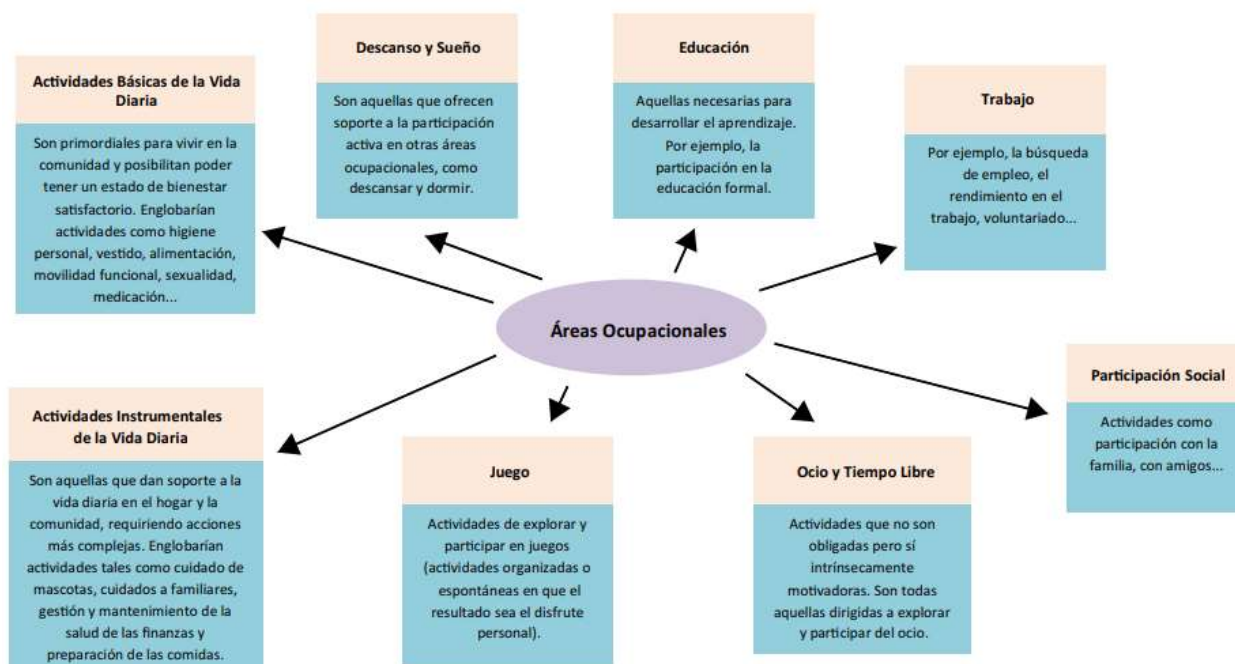 Descanso y Sueño
Son aquellas que ofrecen
soporte a la participación
activa en otras áreas
ocupacionales, como
descansar y dormir.
Educación
Aquellas necesarias para
desarrollar el aprendizaje.
Por ejemplo, la
participación en la
educación formal.
Actividades Básicas de la Vida
Diaria
Son primordiales para vivir en la
comunidad y posibilitan poder
tener un estado de bienestar
satisfactorio. Englobarían
actividades como higiene
personal, vestido, alimentación,
movilidad funcional, sexualidad,
medicación...
Trabajo
Por ejemplo, la búsqueda
de empleo, el
rendimiento en el
trabajo, voluntariado...
Áreas Ocupacionales
Participación Social
Actividades como
participación con la
familia, con amigos...
Actividades Instrumentales
de la Vida Diaria
Son aquellas que dan soporte a la
vida diaria en el hogar y la
comunidad, requiriendo acciones
más complejas. Englobarían
actividades tales como cuidado de
mascotas, cuidados a familiares,
gestión y mantenimiento de la
salud de las finanzas y
preparación de las comidas.
Juego
Actividades de explorar y
participar en juegos
(actividades organizadas o
espontáneas en que el
resultado sea el disfrute
personal).
Ocio y Tiempo Libre
Actividades que no son
obligadas pero sí
intrínsecamente
motivadoras. Son todas
aquellas dirigidas a explorar
y participar del ocio.